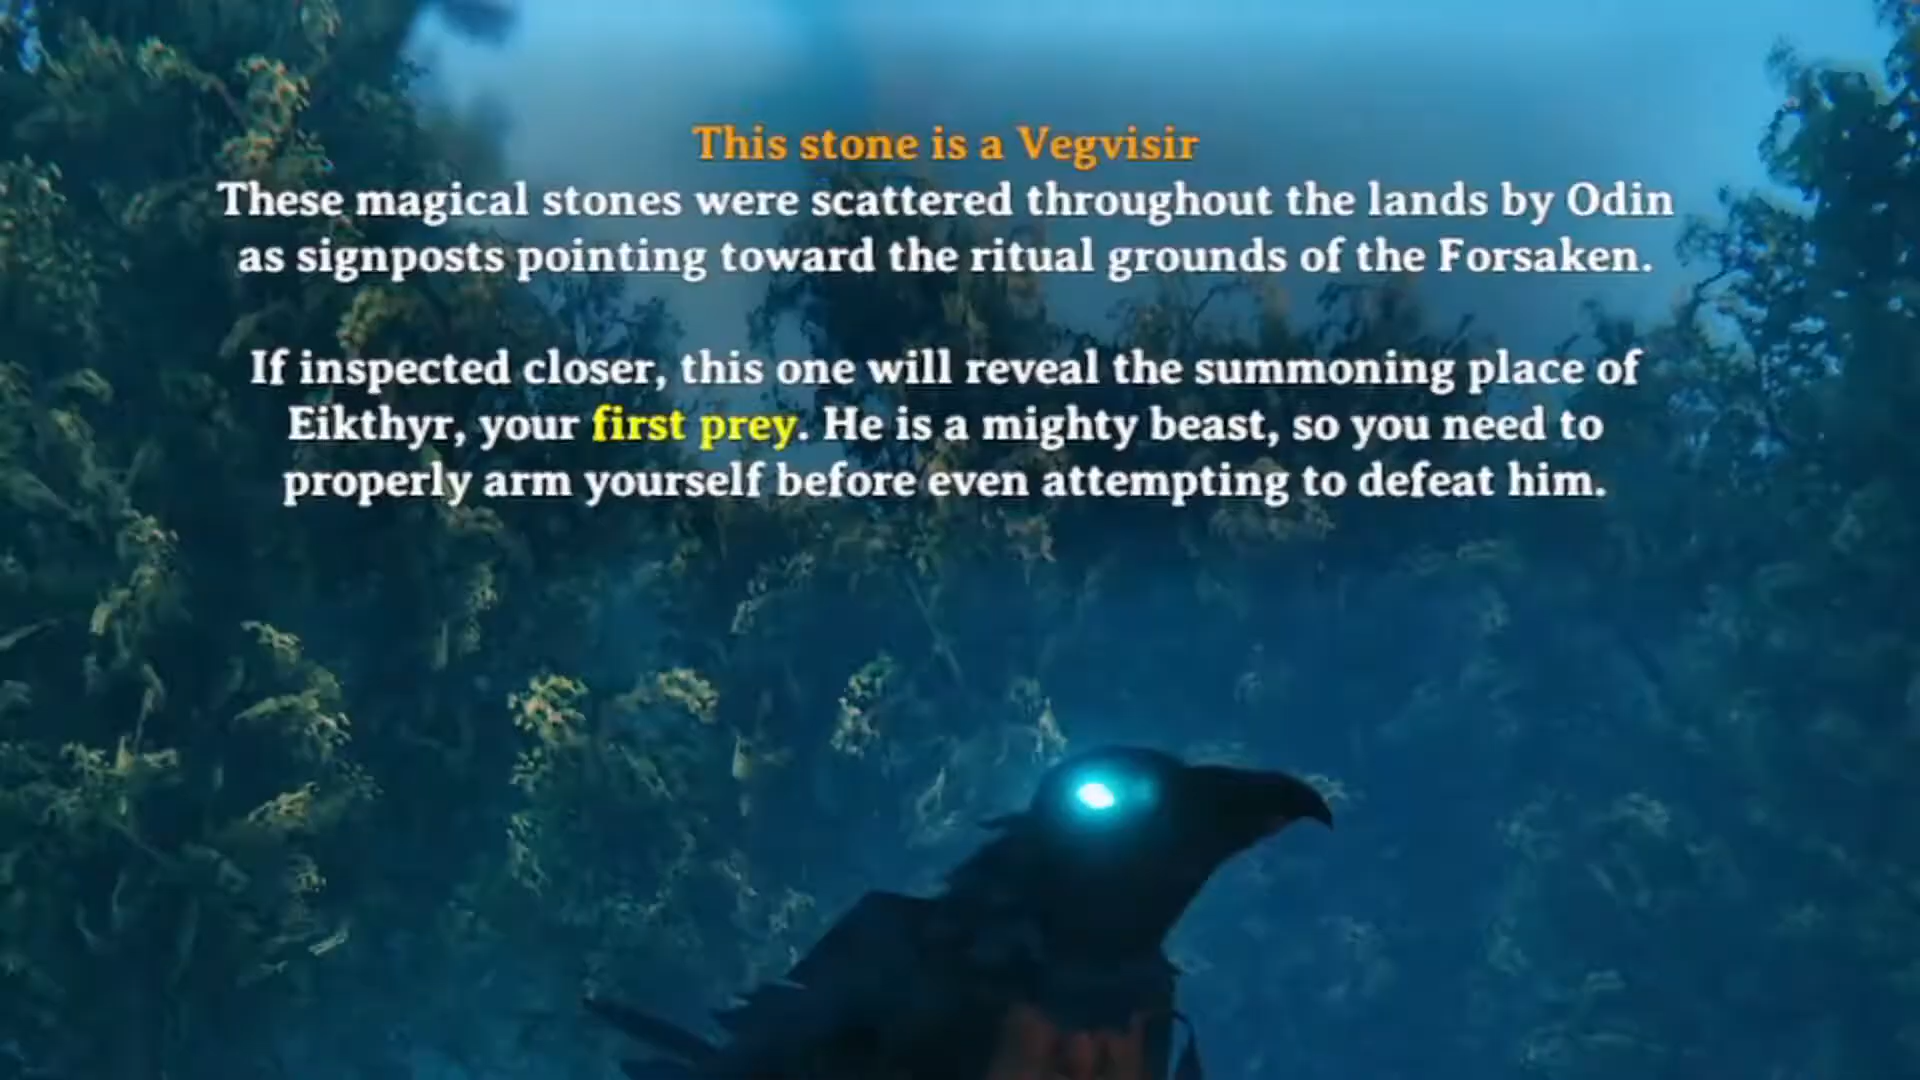 This stone is a Vegvisir
These magical stones were scattered throughout the lands by Odin
as signposts pointing toward the ritual grounds of the Forsaken.
If inspected closer, this one will reveal the summoning place of
Eikthyr, your first prey. He is a mighty beast, so you need to
properly arm yourself before even attempting to defeat him.